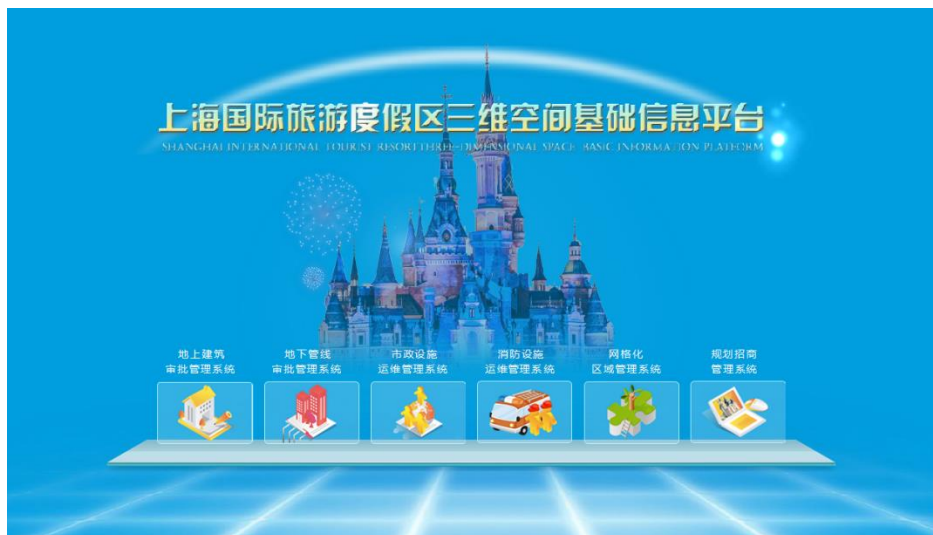 上海国际旅游度假区三维空间基础信息平台
SHANGHAI INTERNATIONAL TOURIST RESORT THREE-DIMENSIONAL SPACE BASIC INFORMATION PLATFORM
地上建筑
审批管理系统
地下管线
审批管理系统
市政设施
运维管理系统
消防设施
运维管理系统
网格化
区域管理系统
规划招商
管理系统